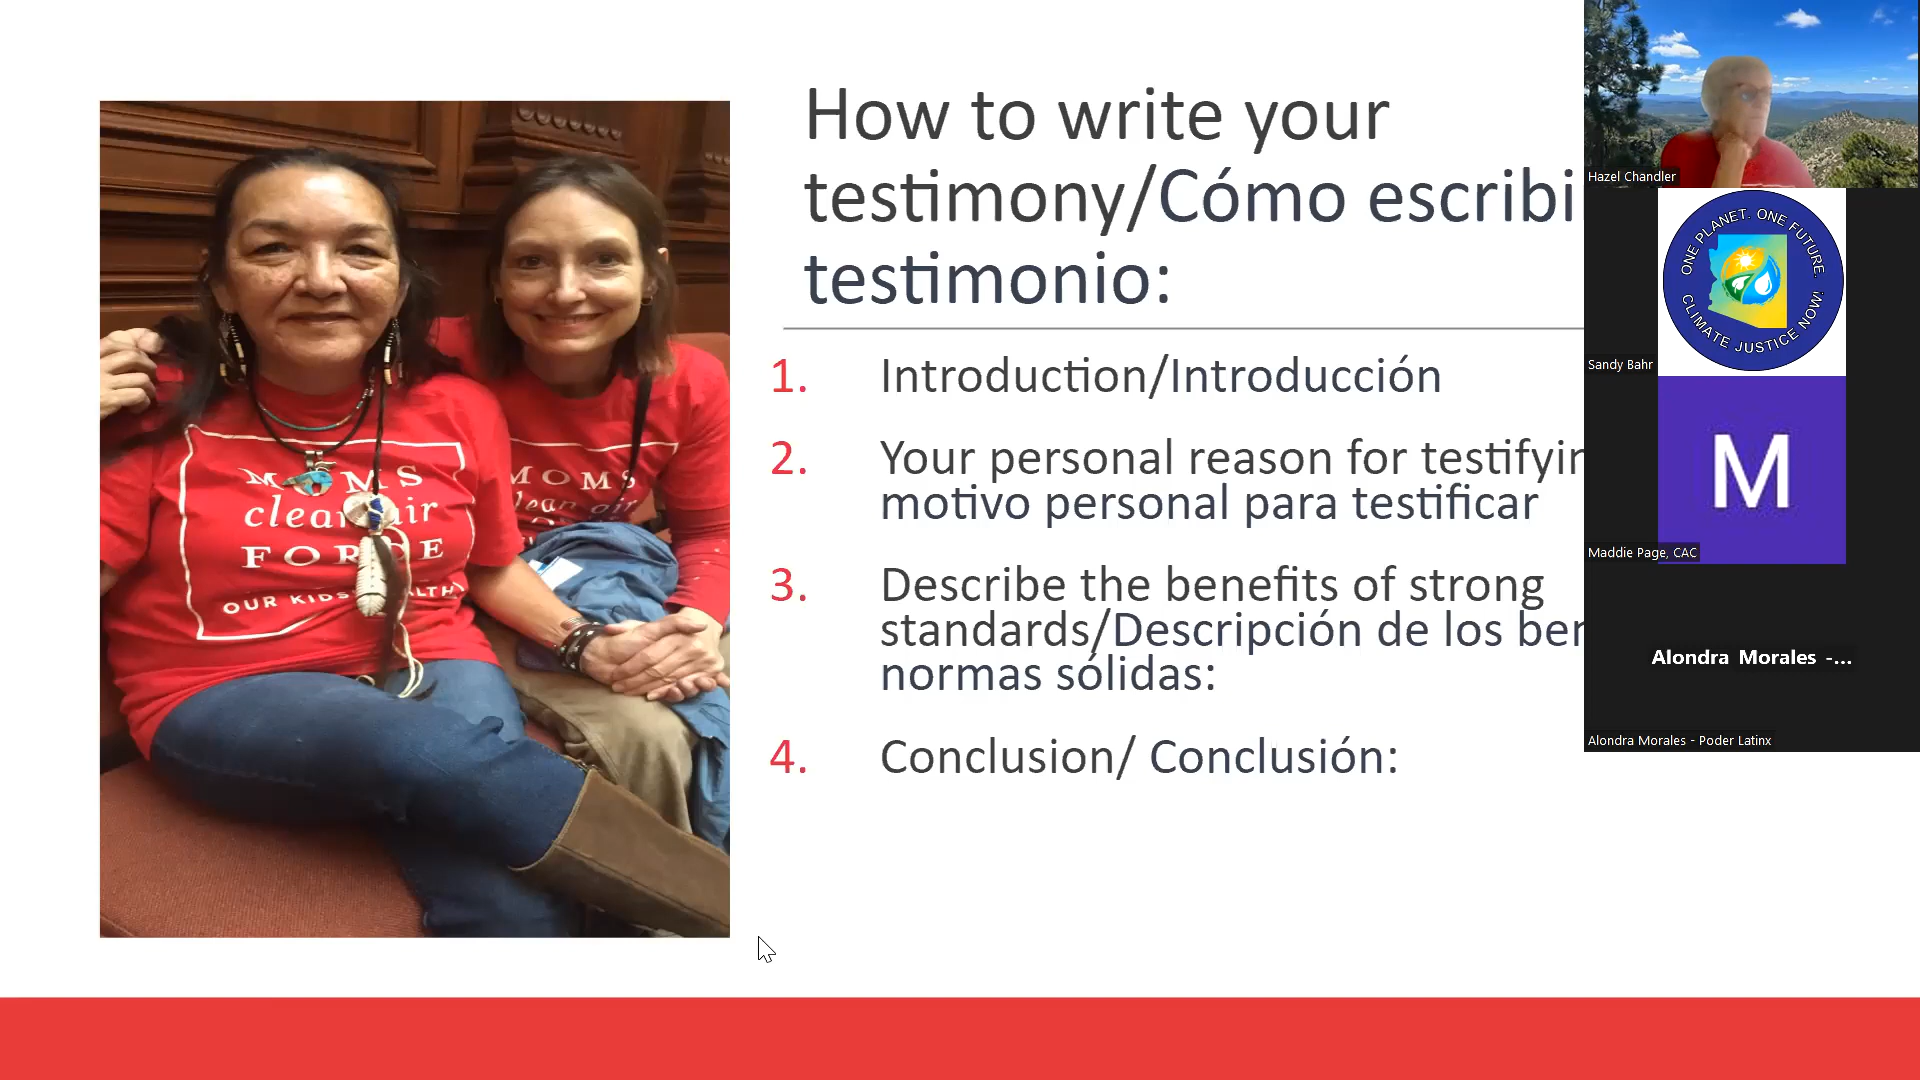 How to write your
testimony/Cómo escribi
testimonio:
1. Introduction/Introducción
2. Your personal reason for testifyin
motivo personal para testificar
3. Describe the benefits of strong
standards/Descripción de los ben
normas sólidas:
4. Conclusion/ Conclusión:
MOMS
clean air
FORCE
OUR KIDS
MOMS
clean air
Hazel Chandler
ONE PLANET. ONE FUTURE.
CLIMATE JUSTICE NOW!
Sandy Bahr
M
Maddie Page, CAC
Alondra Morales -...
Alondra Morales - Poder Latinx